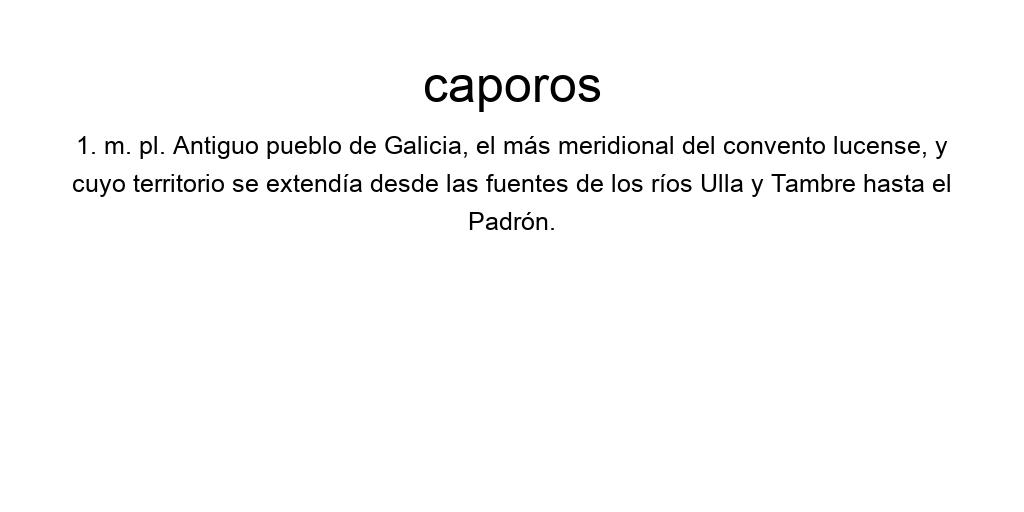 caporos
1. m. pl. Antiguo pueblo de Galicia, el más meridional del convento lucense, y
cuyo territorio se extendía desde las fuentes de los ríos Ulla y Tambre hasta el
Padrón.